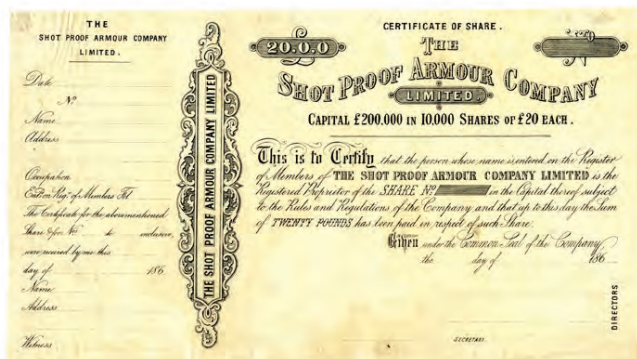 THE
SHOT PROOF ARMOUR COMPANY
LIMITED.
Date
No.
Name
Address
Occupation
Entd on Regr. of Members Fol
The Certificate for the abovementioned
Share £ for No. to inclusive,
were received by me this
day of 186
Name
Address
Witness
THE SHOT PROOF ARMOUR COMPANY LIMITED
CERTIFICATE OF SHARE.
20.0.0
No.
THE
SHOT PROOF ARMOUR COMPANY
LIMITED.
CAPITAL £200.000 IN 10,000 SHARES OF £20 EACH.
This is to Certify that the person whose name is entered on the Register
of Members of THE SHOT PROOF ARMOUR COMPANY LIMITED is the
Registered Proprietor of the SHARE No. in the Capital thereof subject
to the Rules and Regulations of the Company and that up to this day the Sum
of TWENTY POUNDS has been paid in respect of such Share.
Given under the Common Seal of the Company,
the day of 186
DIRECTORS
SECRETARY.